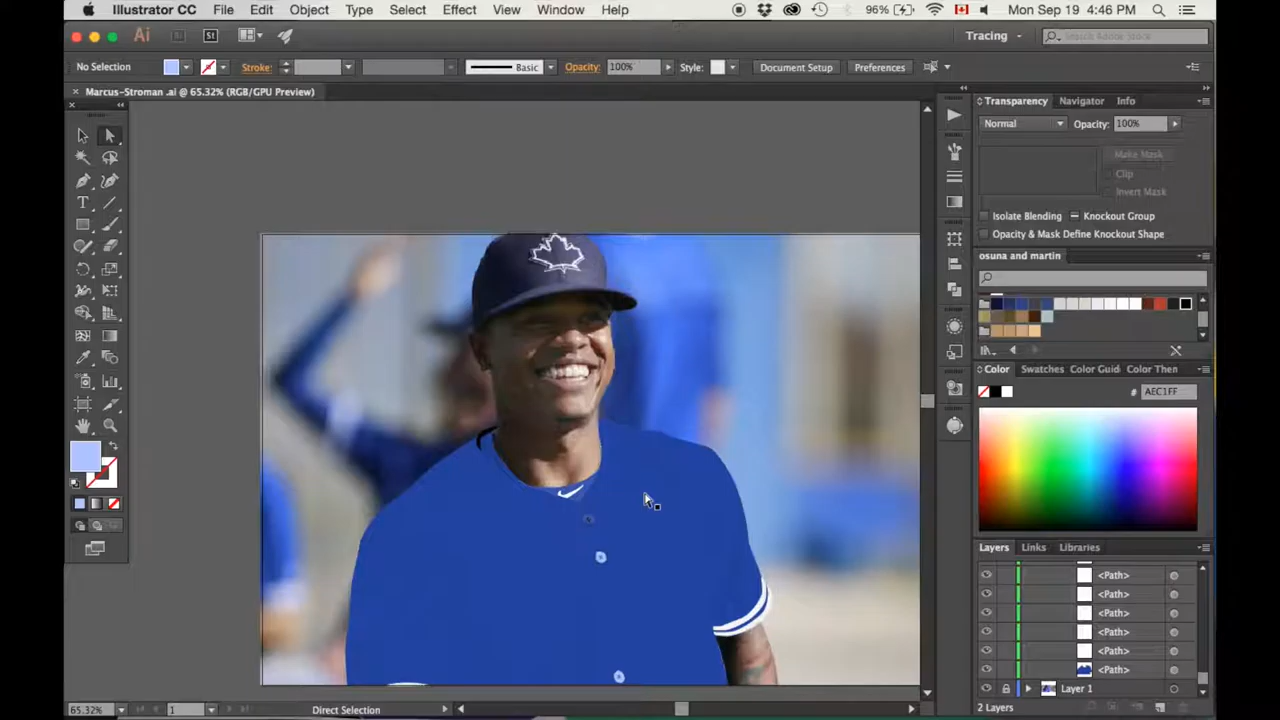 Illustrator CC File Edit Object Type Select Effect View Window Help 96% Mon Sep 19 4:46 PM
Ai Br St Tracing Search Adobe Stock
No Selection Stroke: Basic Opacity: 100% Style: Document Setup Preferences
Marcus-Stroman .ai @ 65.32% (RGB/GPU Preview)
Transparency Navigator Info
Normal Opacity: 100%
Make Mask
Clip
Invert Mask
Isolate Blending Knockout Group
Opacity & Mask Define Knockout Shape
osuna and martin
Color Swatches Color Guid Color Then
# AEC1FF
Layers Links Libraries
<Path>
<Path>
<Path>
<Path>
<Path>
<Path>
Layer 1
65.32% 1 Direct Selection 2 Layers